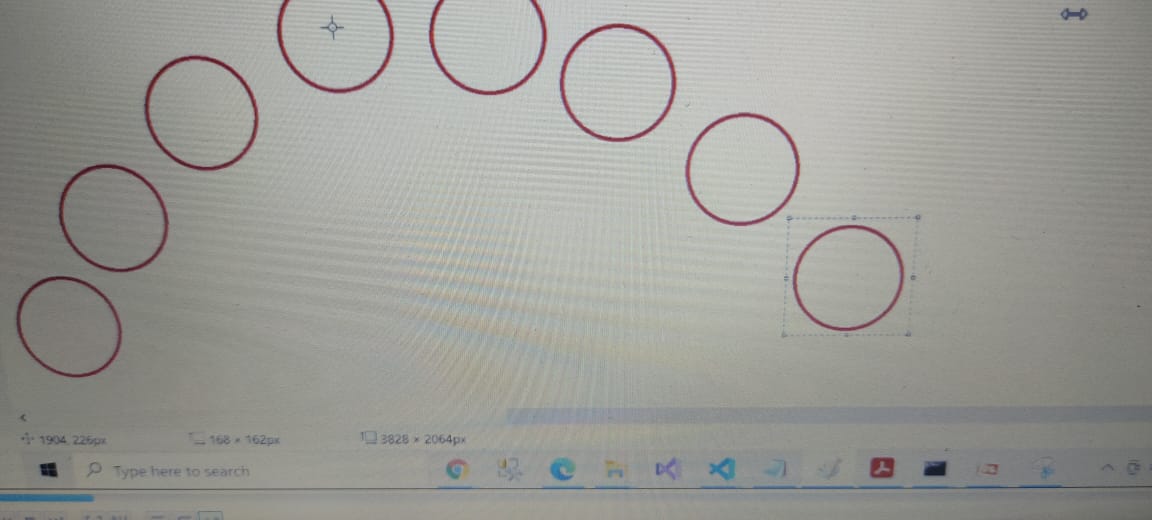 1904, 226px
168 × 162px
3828 × 2064px
Type here to search